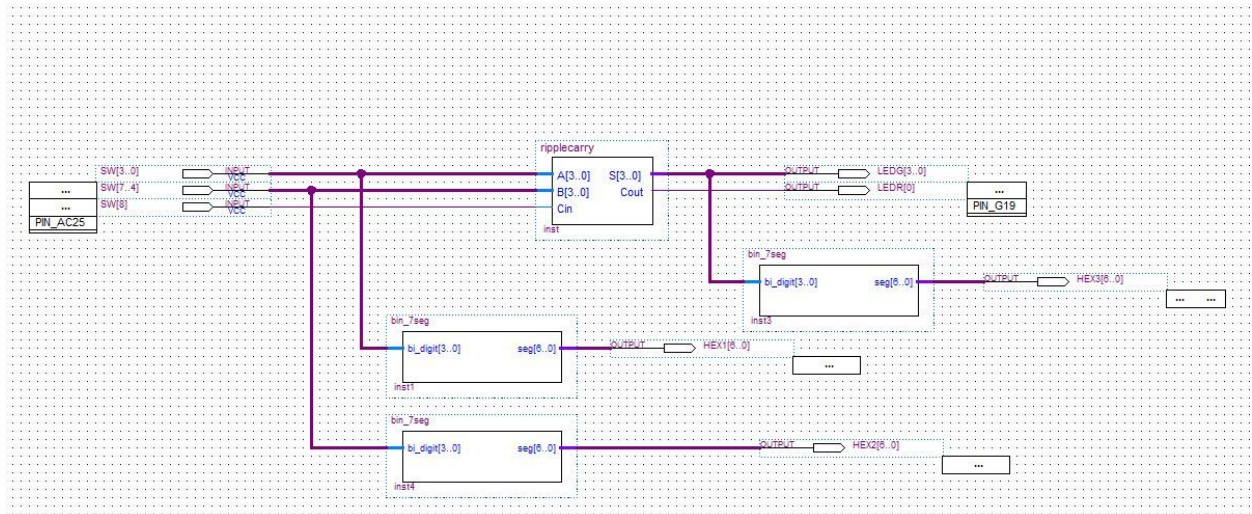 ripplecarry
SW[3..0] INPUT VCC A[3..0] S[3..0] OUTPUT LEDG[3..0]
... SW[7..4] INPUT VCC B[3..0] Cout OUTPUT LEDR[0] ...
... SW[8] INPUT VCC Cin PIN_G19
PIN_AC25
inst
bin_7seg
bi_digit[3..0] seg[6..0] OUTPUT HEX3[6..0]
... ...
inst3
bin_7seg
bi_digit[3..0] seg[6..0] OUTPUT HEX1[6..0]
...
inst1
bin_7seg
bi_digit[3..0] seg[6..0] OUTPUT HEX2[6..0]
...
inst4